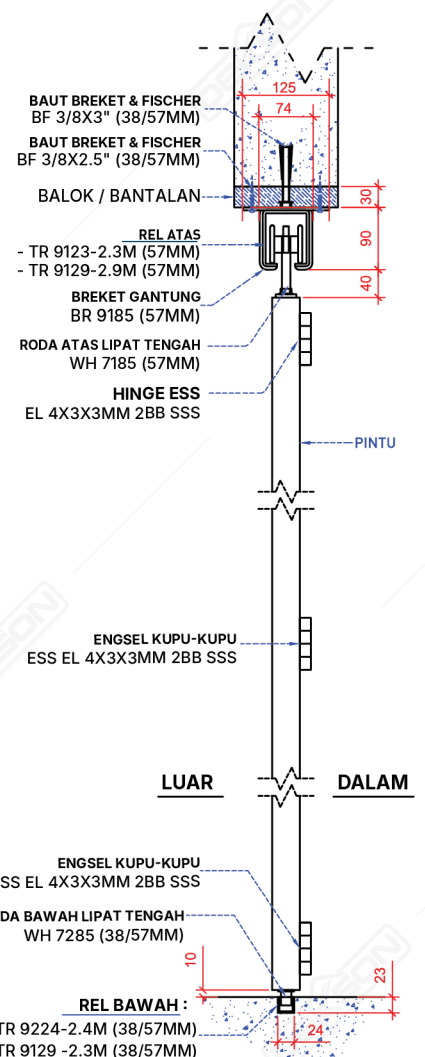 125
BAUT BREKET & FISCHER
BF 3/8X3" (38/57MM)
74
BAUT BREKET & FISCHER
BF 3/8X2.5" (38/57MM)
BALOK / BANTALAN
30
REL ATAS
- TR 9123-2.3M (57MM)
- TR 9129-2.9M (57MM)
90
BREKET GANTUNG
BR 9185 (57MM)
40
RODA ATAS LIPAT TENGAH
WH 7185 (57MM)
HINGE ESS
EL 4X3X3MM 2BB SSS
PINTU
ENGSEL KUPU-KUPU
ESS EL 4X3X3MM 2BB SSS
LUAR
DALAM
ENGSEL KUPU-KUPU
SS EL 4X3X3MM 2BB SSS
DA BAWAH LIPAT TENGAH
WH 7285 (38/57MM)
10
23
REL BAWAH :
TR 9224-2.4M (38/57MM)
24
TR 9129 -2.3M (38/57MM)